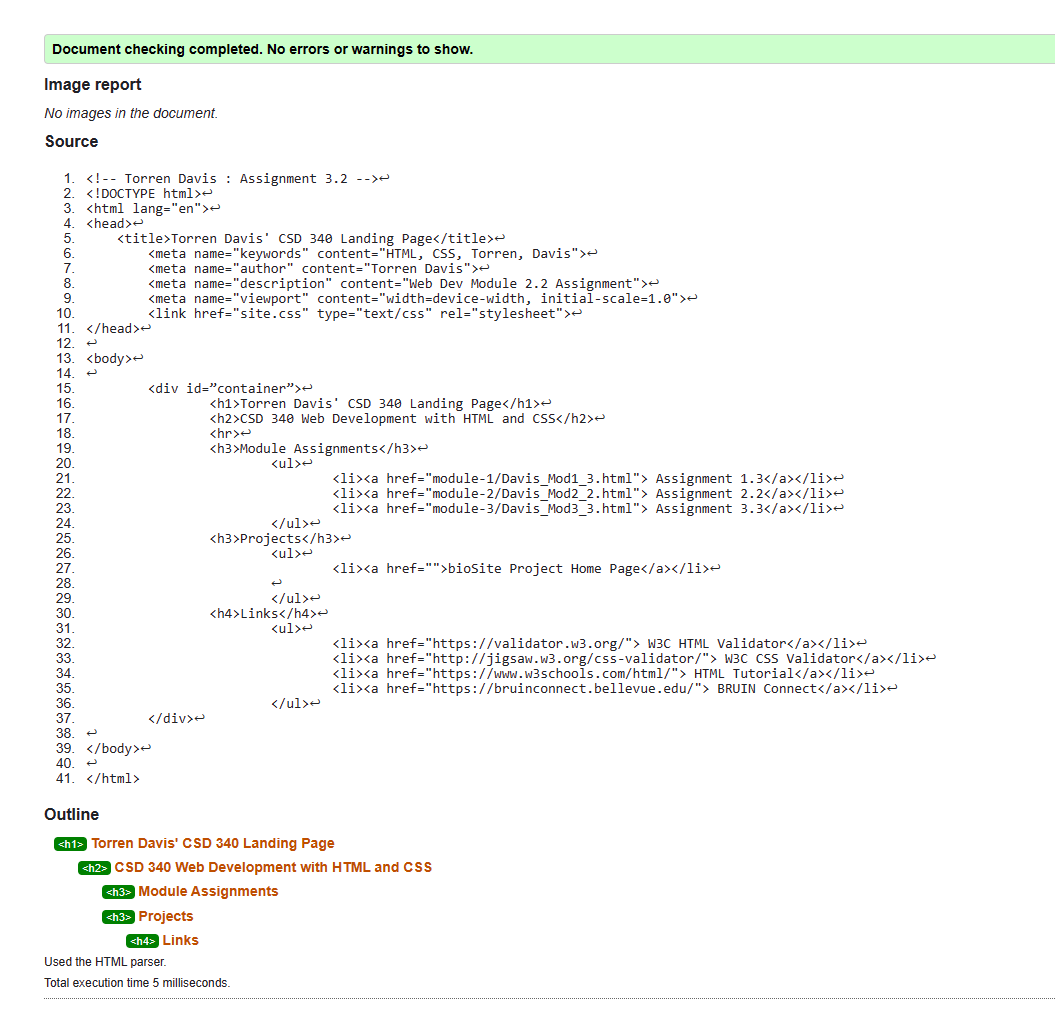 Document checking completed. No errors or warnings to show.
Image report
No images in the document.
Source
1. <!-- Torren Davis : Assignment 3.2 -->↩
2. <!DOCTYPE html>↩
3. <html lang="en">↩
4. <head>↩
5.     <title>Torren Davis' CSD 340 Landing Page</title>↩
6.         <meta name="keywords" content="HTML, CSS, Torren, Davis">↩
7.         <meta name="author" content="Torren Davis">↩
8.         <meta name="description" content="Web Dev Module 2.2 Assignment">↩
9.         <meta name="viewport" content="width=device-width, initial-scale=1.0">↩
10.         <link href="site.css" type="text/css" rel="stylesheet">↩
11. </head>↩
12. ↩
13. <body>↩
14. ↩
15.         <div id=”container”>↩
16.                 <h1>Torren Davis' CSD 340 Landing Page</h1>↩
17.                 <h2>CSD 340 Web Development with HTML and CSS</h2>↩
18.                 <hr>↩
19.                 <h3>Module Assignments</h3>↩
20.                         <ul>↩
21.                                 <li><a href="module-1/Davis_Mod1_3.html"> Assignment 1.3</a></li>↩
22.                                 <li><a href="module-2/Davis_Mod2_2.html"> Assignment 2.2</a></li>↩
23.                                 <li><a href="module-3/Davis_Mod3_3.html"> Assignment 3.3</a></li>↩
24.                         </ul>↩
25.                 <h3>Projects</h3>↩
26.                         <ul>↩
27.                                 <li><a href="">bioSite Project Home Page</a></li>↩
28.                         ↩
29.                         </ul>↩
30.                 <h4>Links</h4>↩
31.                         <ul>↩
32.                                 <li><a href="https://validator.w3.org/"> W3C HTML Validator</a></li>↩
33.                                 <li><a href="http://jigsaw.w3.org/css-validator/"> W3C CSS Validator</a></li>↩
34.                                 <li><a href="https://www.w3schools.com/html/"> HTML Tutorial</a></li>↩
35.                                 <li><a href="https://bruinconnect.bellevue.edu/"> BRUIN Connect</a></li>↩
36.                         </ul>↩
37.         </div>↩
38. ↩
39. </body>↩
40. ↩
41. </html>
Outline
<h1> Torren Davis' CSD 340 Landing Page
<h2> CSD 340 Web Development with HTML and CSS
<h3> Module Assignments
<h3> Projects
<h4> Links
Used the HTML parser.
Total execution time 5 milliseconds.